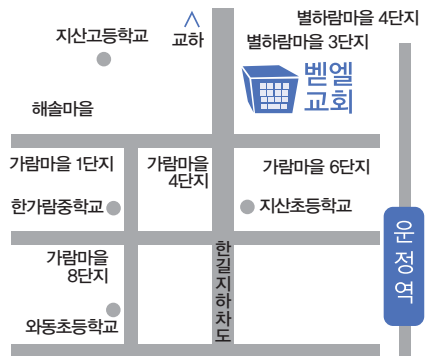 별하람마을 4단지
지산고등학교
교하
별하람마을 3단지
벧엘
교회
해솔마을
가람마을 1단지
가람마을
4단지
가람마을 6단지
한가람중학교
지산초등학교
운정역
한길지하차도
가람마을
8단지
와동초등학교